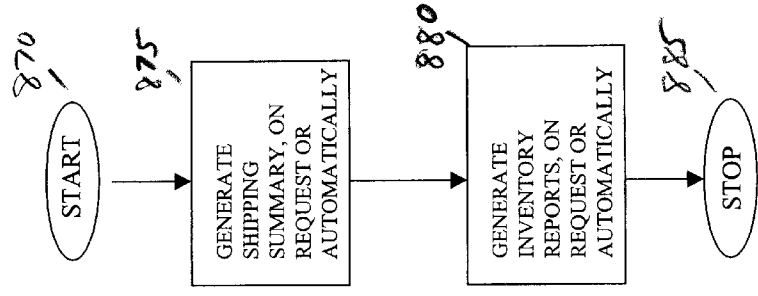 870
START
875
GENERATE
SHIPPING
SUMMARY, ON
REQUEST OR
AUTOMATICALLY
880
GENERATE
INVENTORY
REPORTS, ON
REQUEST OR
AUTOMATICALLY
885
STOP